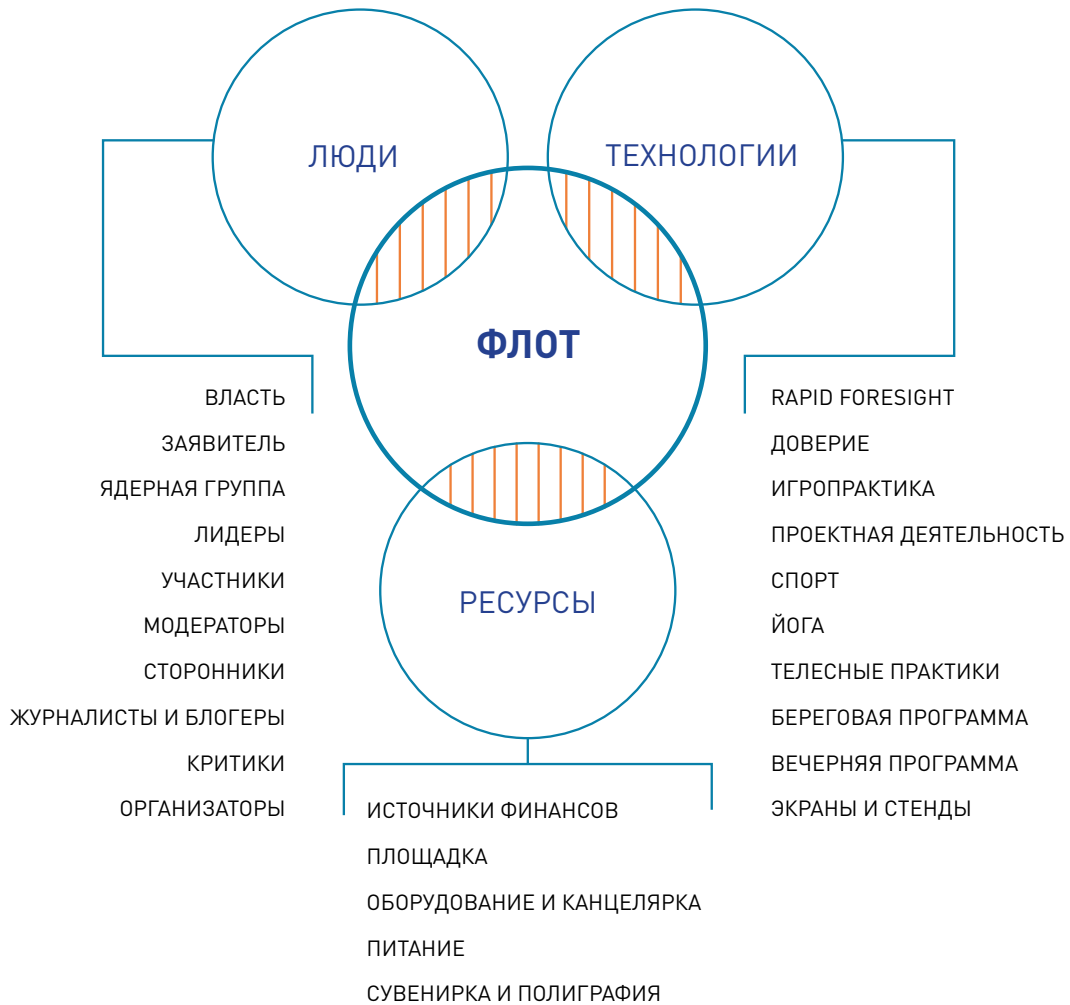 ЛЮДИ
ТЕХНОЛОГИИ
ФЛОТ
РЕСУРСЫ
ВЛАСТЬ
ЗАЯВИТЕЛЬ
ЯДЕРНАЯ ГРУППА
ЛИДЕРЫ
УЧАСТНИКИ
МОДЕРАТОРЫ
СТОРОННИКИ
ЖУРНАЛИСТЫ И БЛОГЕРЫ
КРИТИКИ
ОРГАНИЗАТОРЫ
RAPID FORESIGHT
ДОВЕРИЕ
ИГРОПРАКТИКА
ПРОЕКТНАЯ ДЕЯТЕЛЬНОСТЬ
СПОРТ
ЙОГА
ТЕЛЕСНЫЕ ПРАКТИКИ
БЕРЕГОВАЯ ПРОГРАММА
ВЕЧЕРНЯЯ ПРОГРАММА
ЭКРАНЫ И СТЕНДЫ
ИСТОЧНИКИ ФИНАНСОВ
ПЛОЩАДКА
ОБОРУДОВАНИЕ И КАНЦЕЛЯРКА
ПИТАНИЕ
СУВЕНИРКА И ПОЛИГРАФИЯ